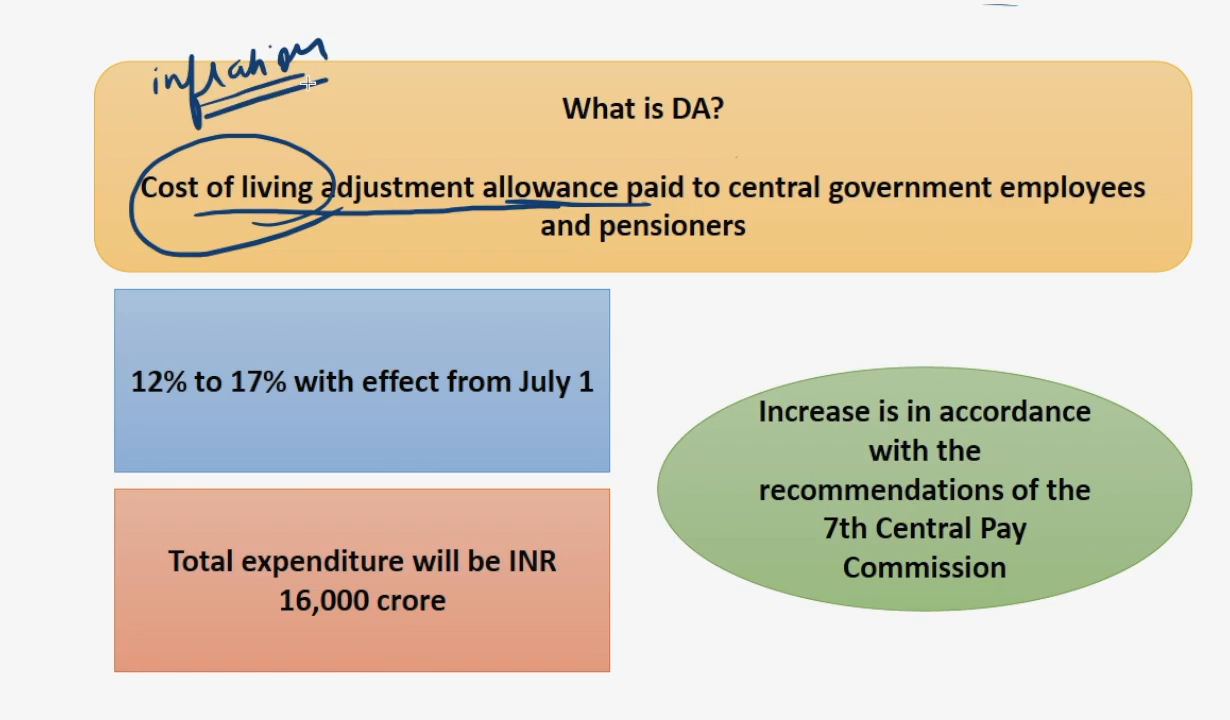 inflation
What is DA?
Cost of living adjustment allowance paid to central government employees
and pensioners
12% to 17% with effect from July 1
Increase is in accordance
with the
recommendations of the
7th Central Pay
Commission
Total expenditure will be INR
16,000 crore